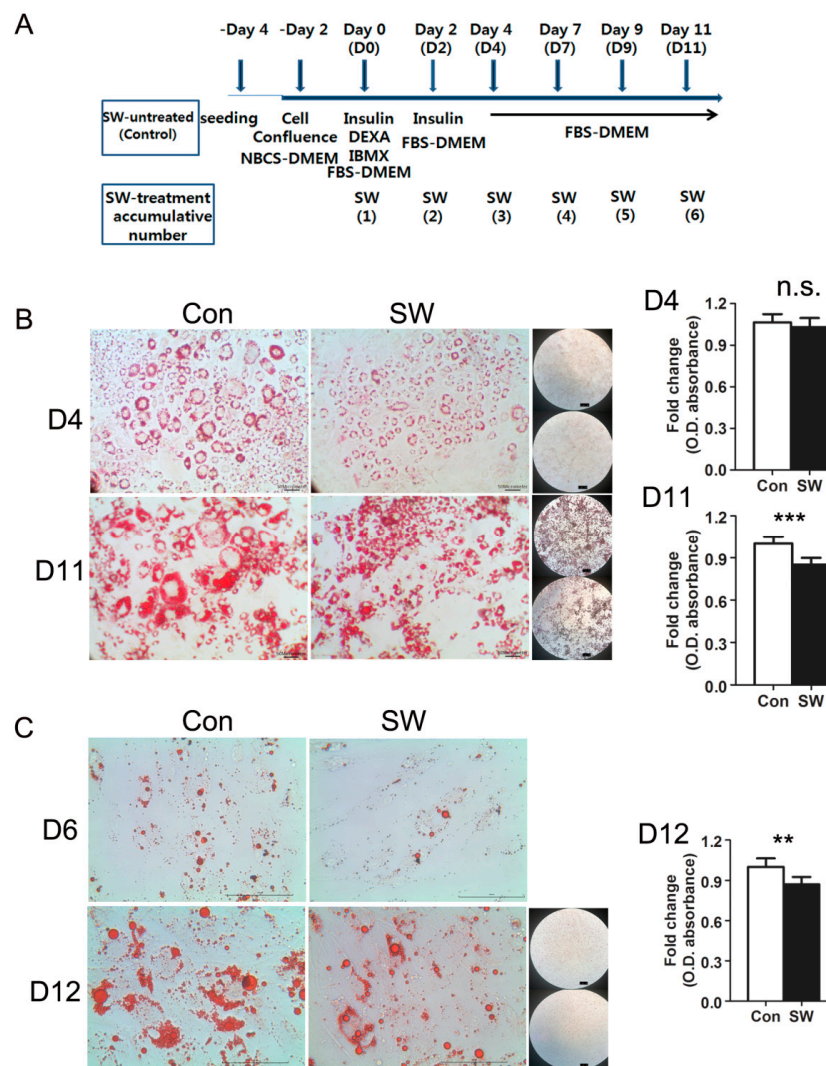 A
-Day 4 -Day 2 Day 0 Day 2 Day 4 Day 7 Day 9 Day 11
(D0) (D2) (D4) (D7) (D9) (D11)
SW-untreated seeding Cell Insulin Insulin FBS-DMEM
(Control) Confluence DEXA FBS-DMEM
NBCS-DMEM IBMX
FBS-DMEM
SW-treatment SW SW SW SW SW SW
accumulative (1) (2) (3) (4) (5) (6)
number
B
Con SW
D4
D11
D4
n.s.
Fold change
(O.D. absorbance)
1.2
0.9
0.6
0.3
0.0
Con SW
D11
***
Fold change
(O.D. absorbance)
1.2
0.9
0.6
0.3
0.0
Con SW
C
Con SW
D6
D12
D12
**
Fold change
(O.D. absorbance)
1.2
0.9
0.6
0.3
0.0
Con SW